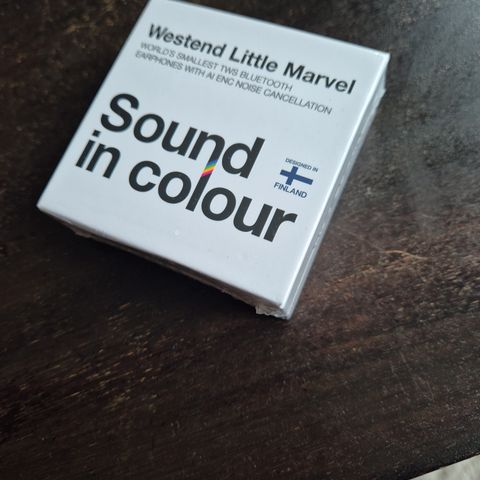 Westend Little Marvel
WORLD'S SMALLEST TWS BLUETOOTH
EARPHONES WITH AI ENC NOISE CANCELLATION
Sound
in colour
DESIGNED IN
FINLAND